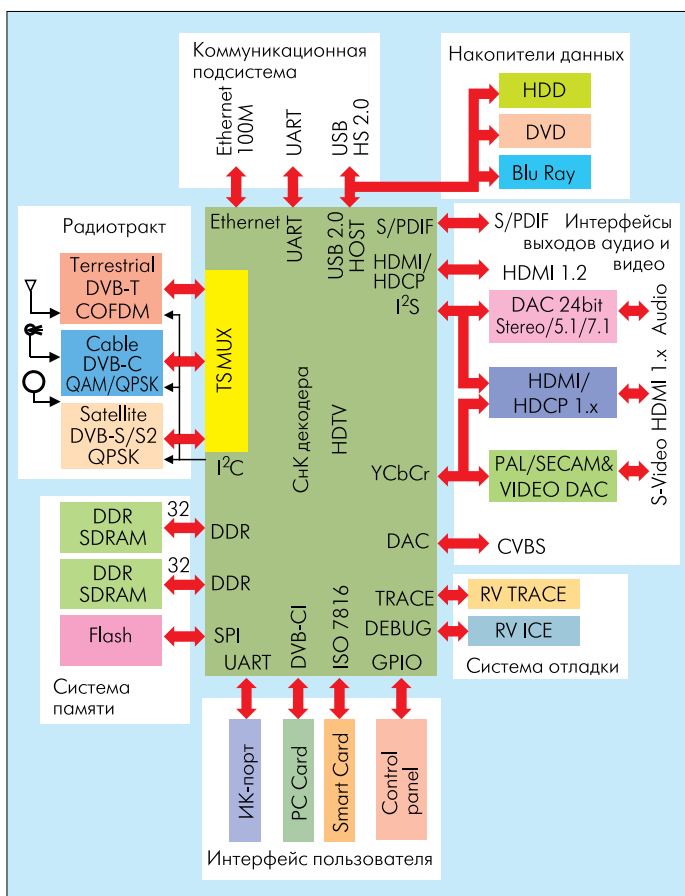 Коммуникационная
подсистема
Ethernet
100M
UART
USB
HS 2.0
Накопители данных
HDD
DVD
Blu Ray
Радиотракт
Terrestrial
DVB-T
COFDM
Cable
DVB-C
QAM/QPSK
Satellite
DVB-S/S2
QPSK
TSMUX
I²C
Ethernet
UART
USB 2.0
HOST
S/PDIF
HDMI/
HDCP
I²S
СнК декодера
HDTV
YCbCr
DAC
TRACE
DEBUG
GPIO
DDR
DDR
SPI
UART
DVB-CI
ISO 7816
S/PDIF
Интерфейсы
выходов аудио и
видео
HDMI 1.2
DAC 24bit
Stereo/5.1/7.1
Audio
HDMI/
HDCP 1.x
HDMI 1.x
PAL/SECAM&
VIDEO DAC
S-Video
CVBS
DDR
SDRAM
32
DDR
SDRAM
32
Flash
Система
памяти
RV TRACE
RV ICE
Система отладки
ИК-порт
PC Card
Smart Card
Control
panel
Интерфейс пользователя